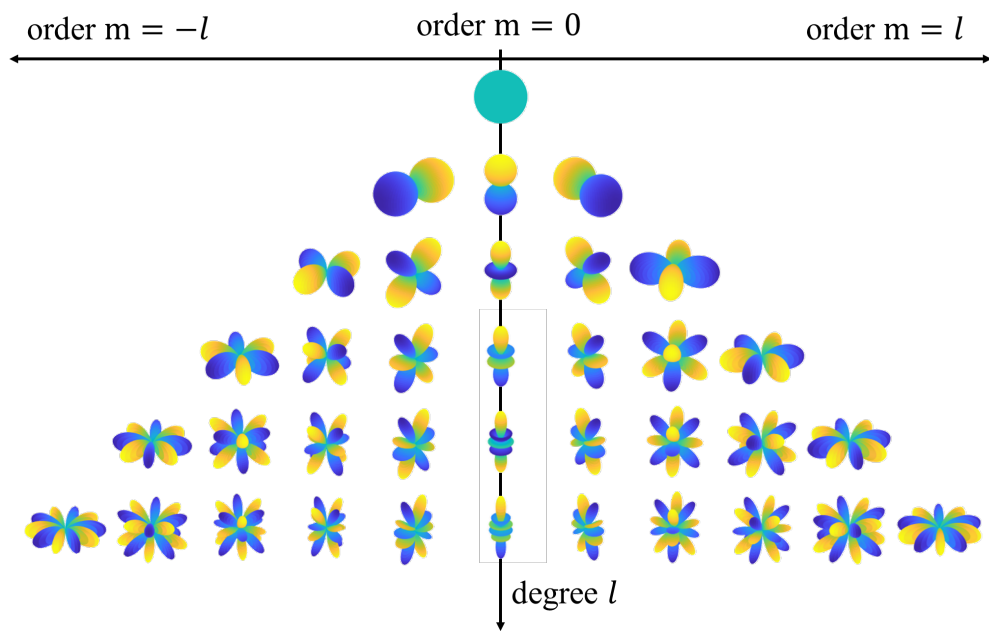 order m = −l
order m = 0
order m = l
degree l